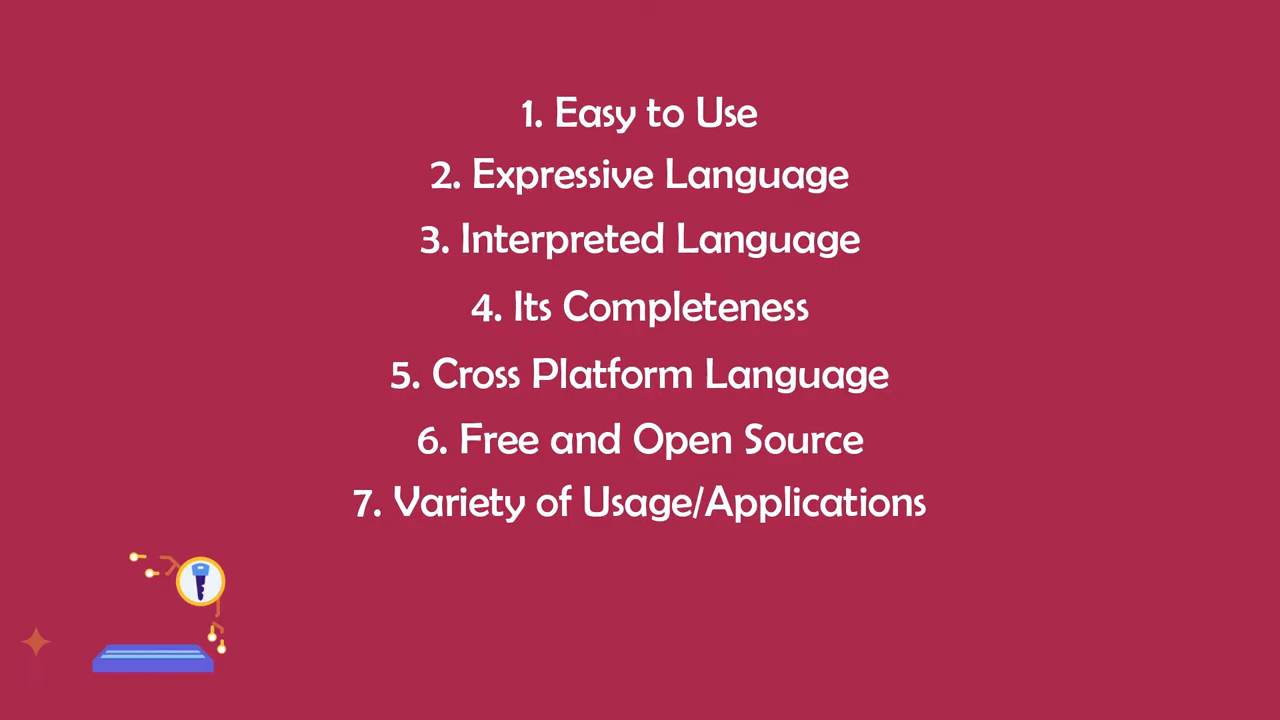 1. Easy to Use
2. Expressive Language
3. Interpreted Language
4. Its Completeness
5. Cross Platform Language
6. Free and Open Source
7. Variety of Usage/Applications